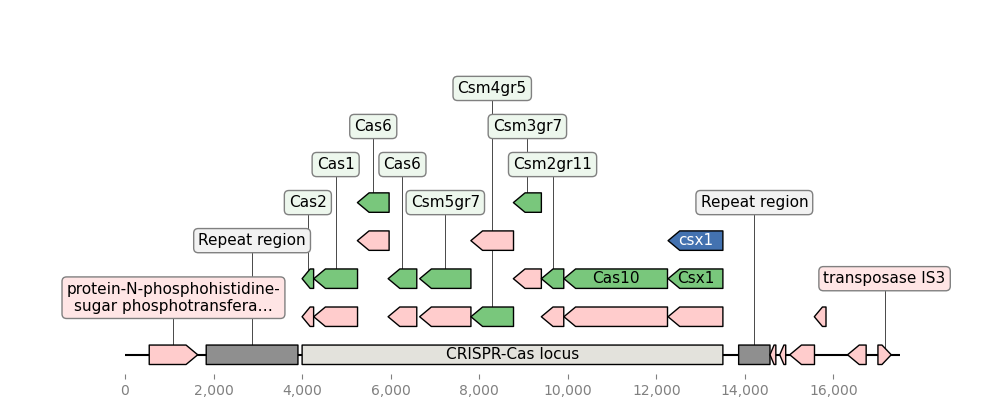 Csm4gr5
Cas6
Csm3gr7
Cas1
Cas6
Csm2gr11
Cas2
Csm5gr7
Repeat region
Repeat region
csx1
protein-N-phosphohistidine-
sugar phosphotransfera...
Cas10
Csx1
transposase IS3
CRISPR-Cas locus
0
2,000
4,000
6,000
8,000
10,000
12,000
14,000
16,000